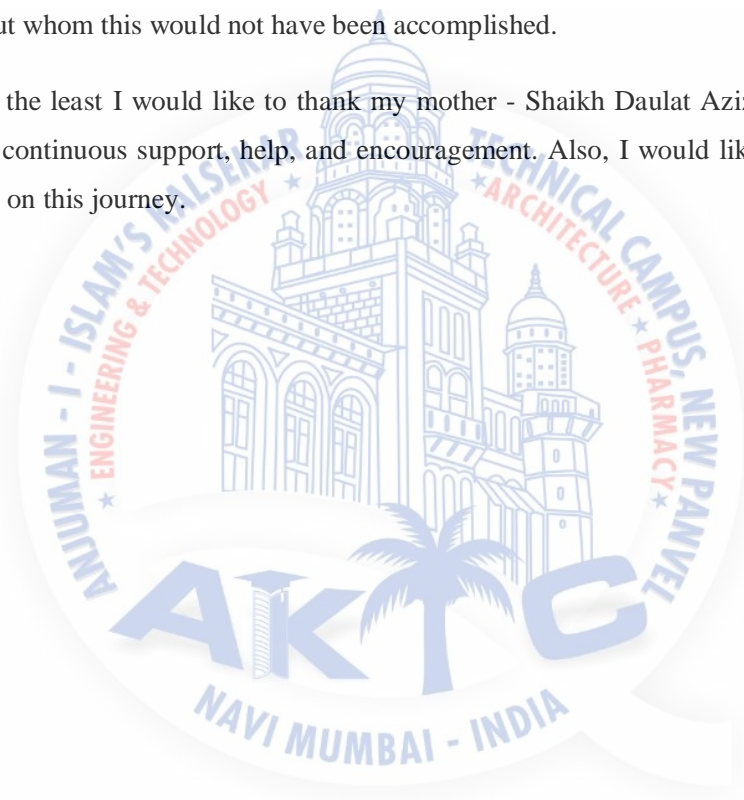 ut whom this would not have been accomplished.
the least I would like to thank my mother - Shaikh Daulat Aziz
continuous support, help, and encouragement. Also, I would lik
on this journey.
ANJUMAN - I - ISLAM'S KALSEKAR TECHNICAL CAMPUS, NEW PANVEL
ENGINEERING & TECHNOLOGY ★ ★ ARCHITECTURE ★ PHARMACY ★
AKTC
NAVI MUMBAI - INDIA